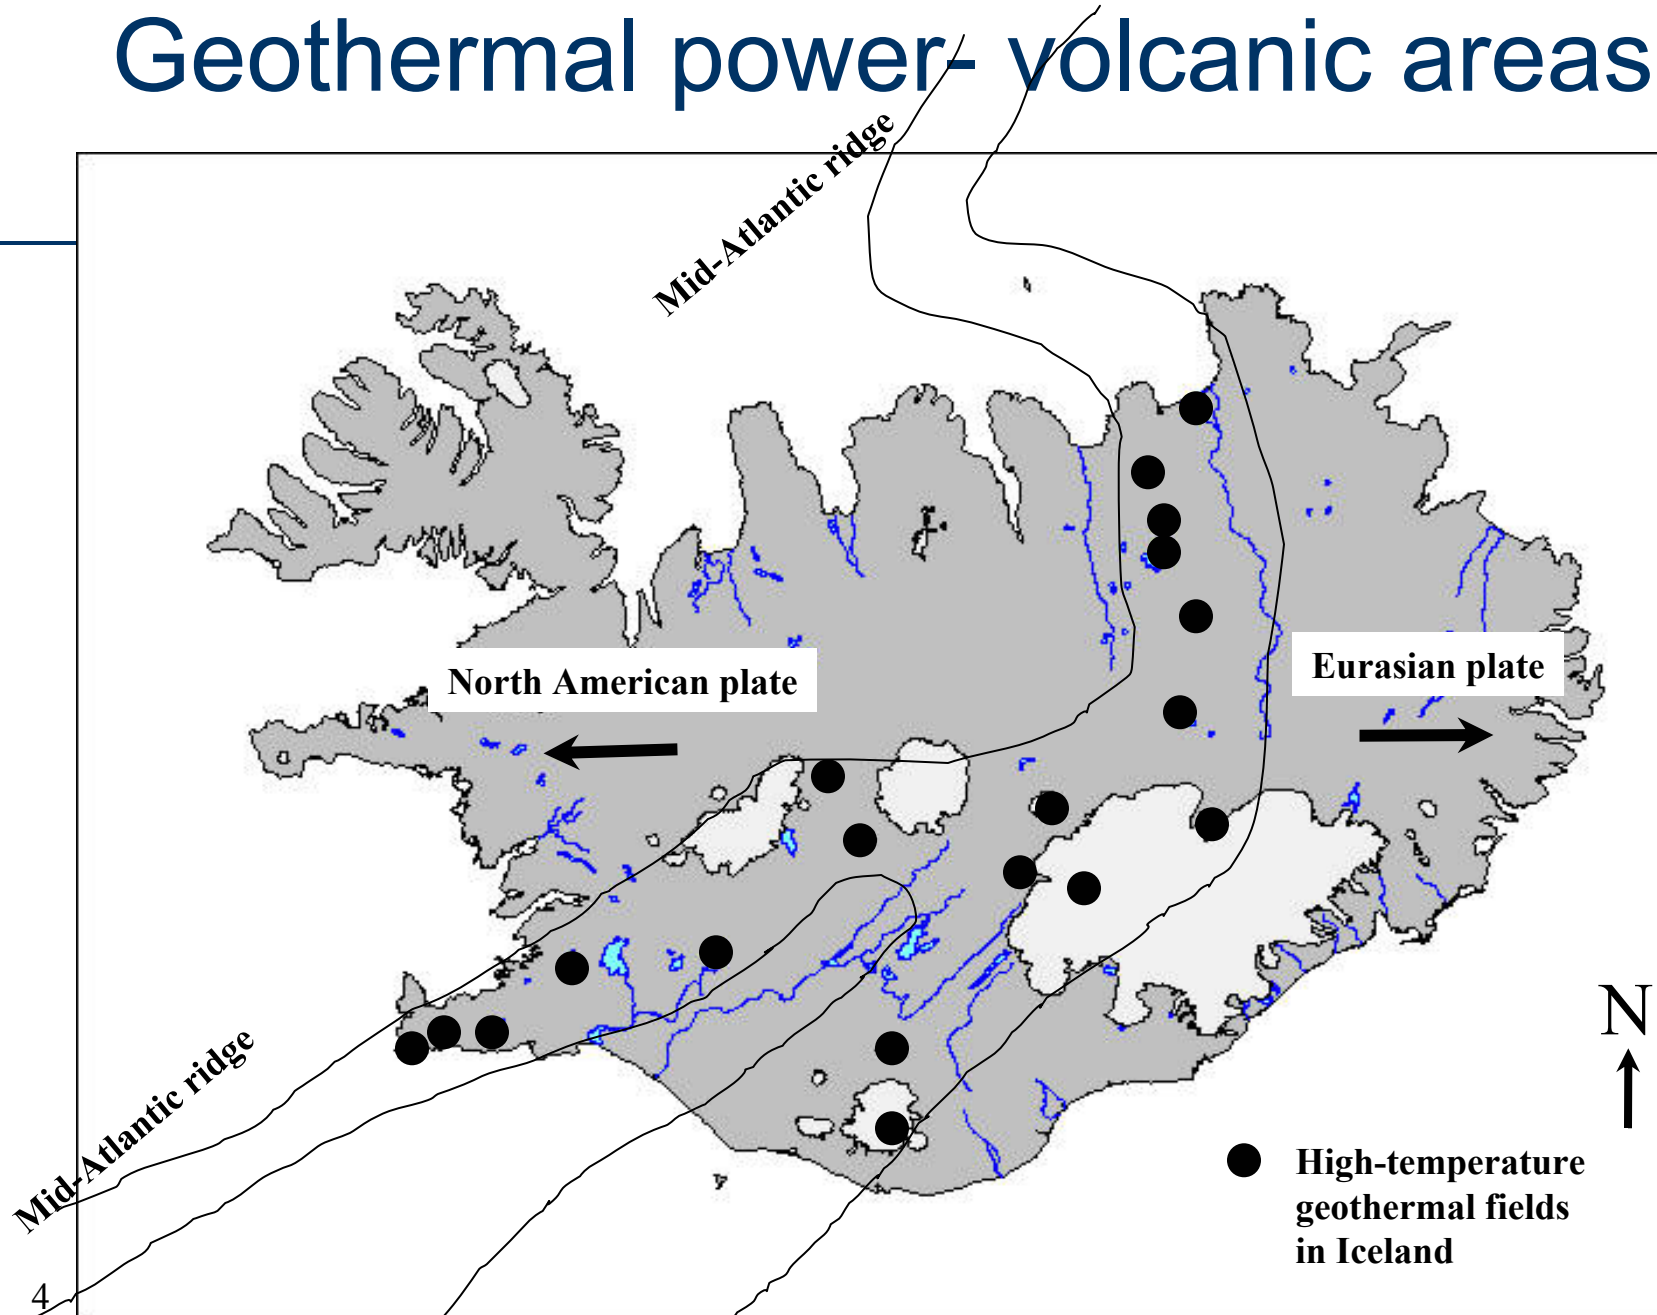 Geothermal power- volcanic areas
Mid-Atlantic ridge
North American plate
Eurasian plate
Mid-Atlantic ridge
N
High-temperature
geothermal fields
in Iceland
4